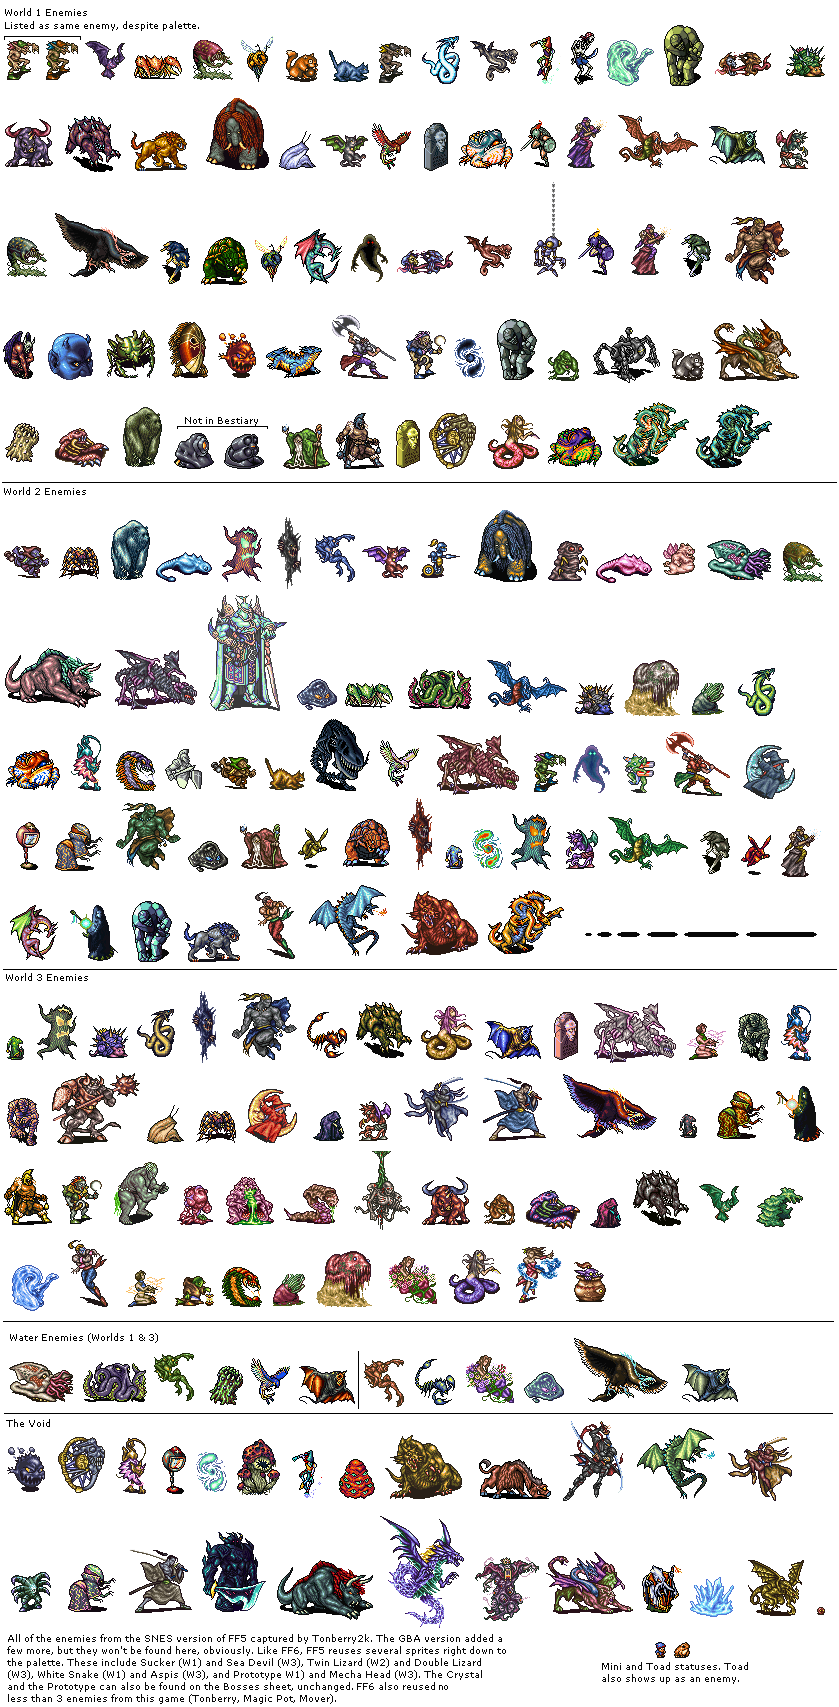 World 1 Enemies
Listed as same enemy, despite palette.
Not in Bestiary
World 2 Enemies
World 3 Enemies
Water Enemies (Worlds 1 & 3)
The Void
All of the enemies from the SNES version of FF5 captured by Tonberry2k. The GBA version added a
few more, but they won't be found here, obviously. Like FF6, FF5 reuses several sprites right down to
the palette. These include Sucker (W1) and Sea Devil (W3), Twin Lizard (W2) and Double Lizard
(W3), White Snake (W1) and Aspis (W3), and Prototype W1) and Mecha Head (W3). The Crystal
and the Prototype can also be found on the Bosses sheet, unchanged. FF6 also reused no
less than 3 enemies from this game (Tonberry, Magic Pot, Mover).
Mini and Toad statuses. Toad
also shows up as an enemy.